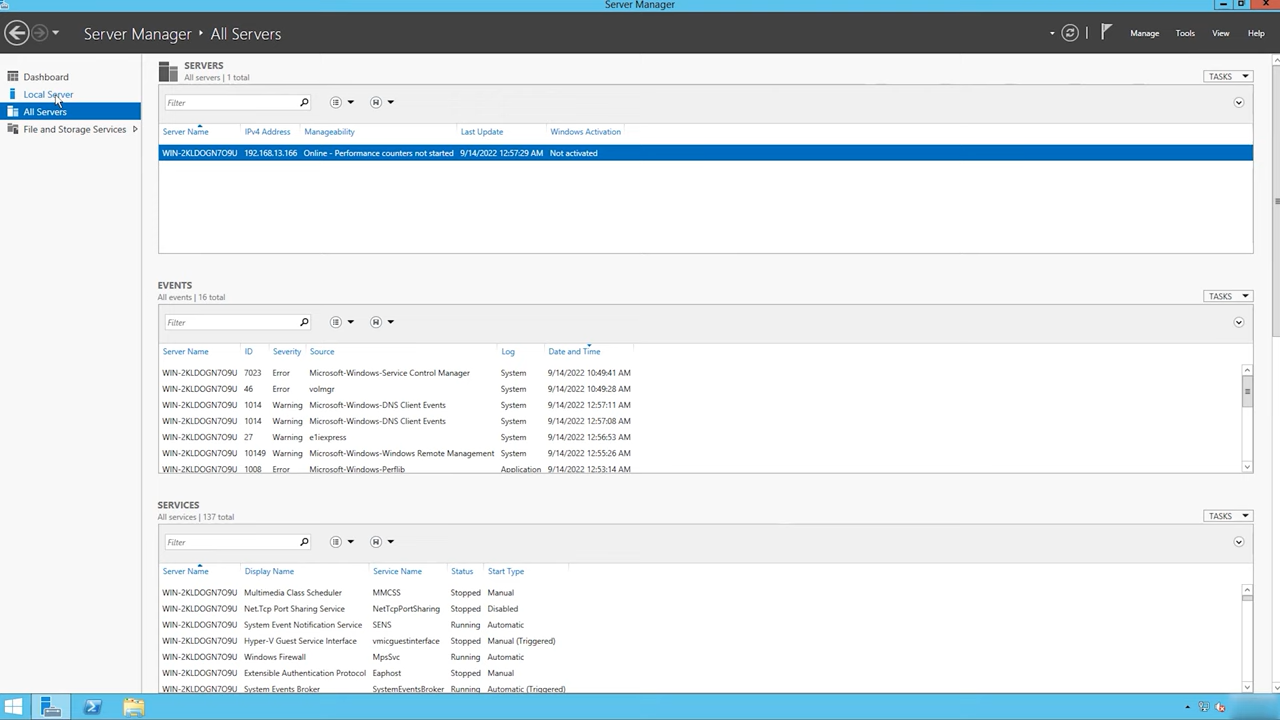 Server Manager
Server Manager · All Servers
Manage Tools View Help
Dashboard
Local Server
All Servers
File and Storage Services
SERVERS
All servers | 1 total
TASKS
Filter
Server Name IPv4 Address Manageability Last Update Windows Activation
WIN-2KLDOGN7O9U 192.168.13.166 Online - Performance counters not started 9/14/2022 12:57:29 AM Not activated
EVENTS
All events | 16 total
TASKS
Filter
Server Name ID Severity Source Log Date and Time
WIN-2KLDOGN7O9U 7023 Error Microsoft-Windows-Service Control Manager System 9/14/2022 10:49:41 AM
WIN-2KLDOGN7O9U 46 Error volmgr System 9/14/2022 10:49:28 AM
WIN-2KLDOGN7O9U 1014 Warning Microsoft-Windows-DNS Client Events System 9/14/2022 12:57:11 AM
WIN-2KLDOGN7O9U 1014 Warning Microsoft-Windows-DNS Client Events System 9/14/2022 12:57:08 AM
WIN-2KLDOGN7O9U 27 Warning e1iexpress System 9/14/2022 12:56:53 AM
WIN-2KLDOGN7O9U 10149 Warning Microsoft-Windows-Windows Remote Management System 9/14/2022 12:55:26 AM
WIN-2KLDOGN7O9U 1008 Error Microsoft-Windows-Perflib Application 9/14/2022 12:53:14 AM
SERVICES
All services | 137 total
TASKS
Filter
Server Name Display Name Service Name Status Start Type
WIN-2KLDOGN7O9U Multimedia Class Scheduler MMCSS Stopped Manual
WIN-2KLDOGN7O9U Net.Tcp Port Sharing Service NetTcpPortSharing Stopped Disabled
WIN-2KLDOGN7O9U System Event Notification Service SENS Running Automatic
WIN-2KLDOGN7O9U Hyper-V Guest Service Interface vmicguestinterface Stopped Manual (Triggered)
WIN-2KLDOGN7O9U Windows Firewall MpsSvc Running Automatic
WIN-2KLDOGN7O9U Extensible Authentication Protocol Eaphost Stopped Manual
WIN-2KLDOGN7O9U System Events Broker SystemEventsBroker Running Automatic (Triggered)